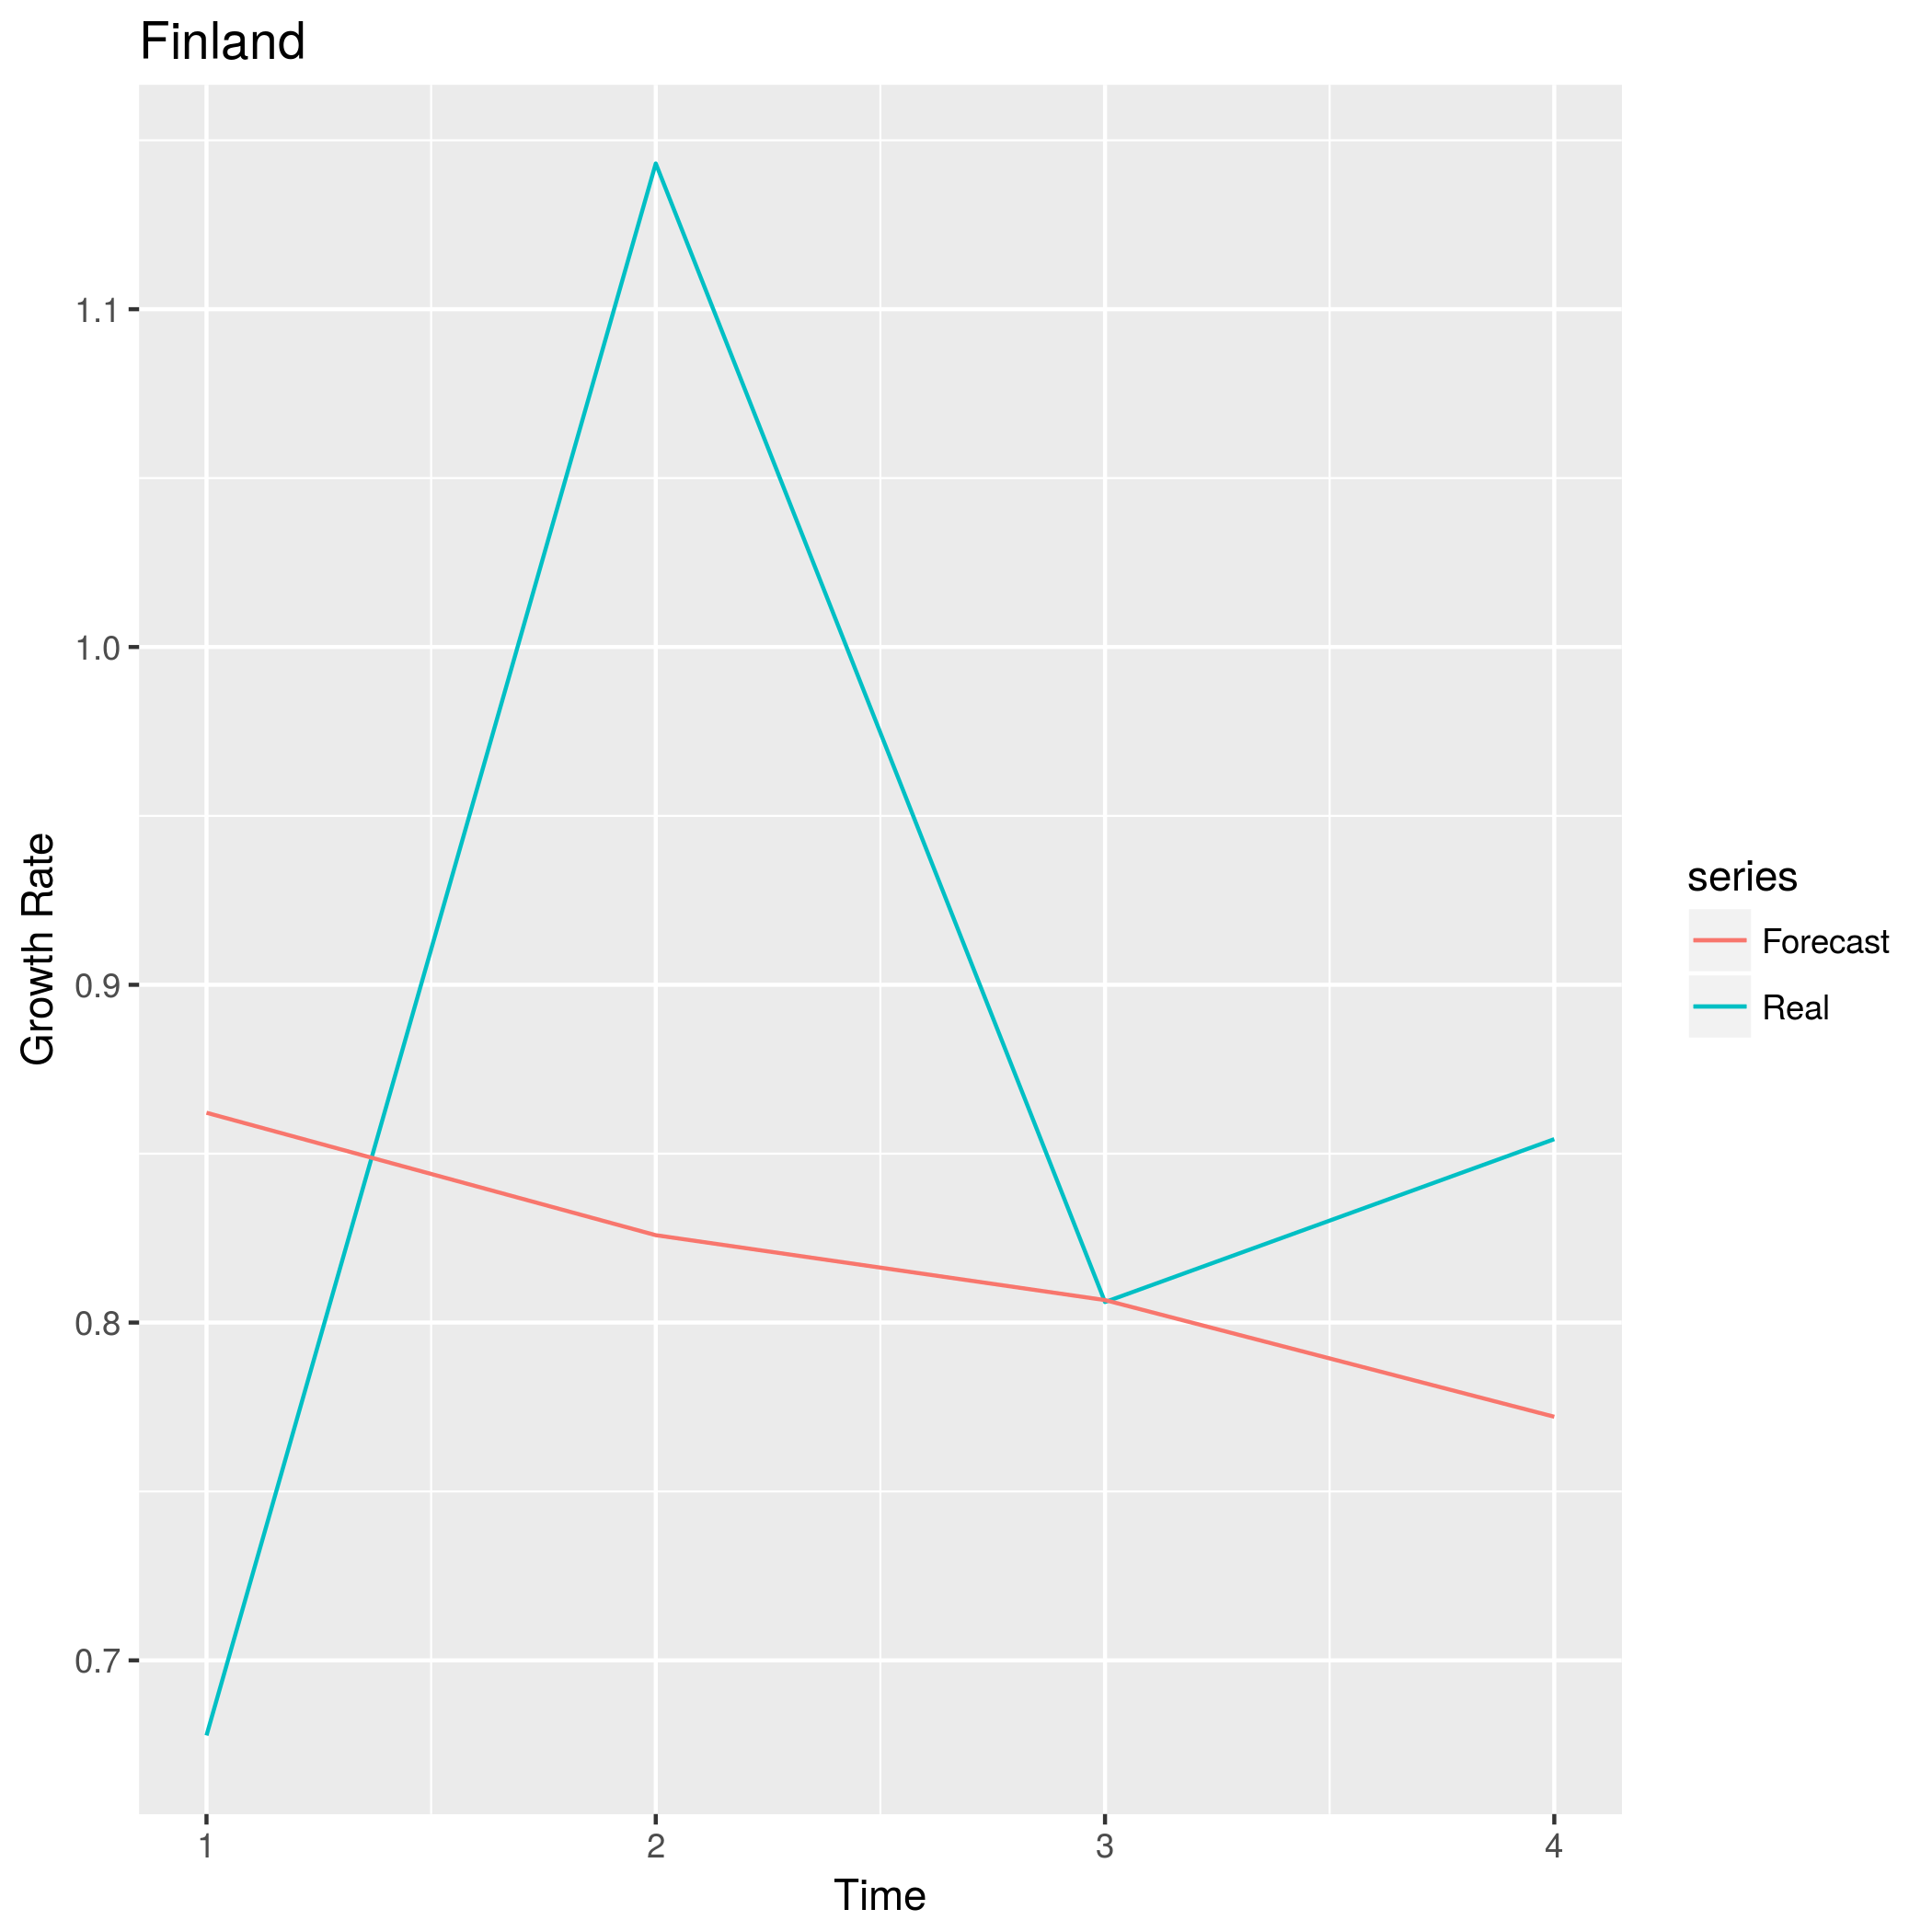 Finland
1.1
1.0
0.9
0.8
0.7
Growth Rate
1 2 3 4
Time
series
Forecast
Real